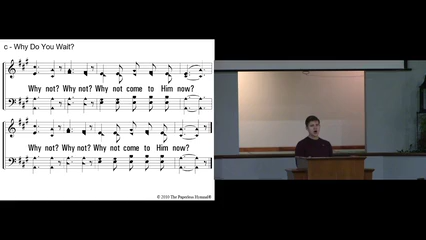 c - Why Do You Wait?
Why not? Why not? Why not come to Him now?
Why not? Why not? Why not come to Him now?
© 2010 The Paperless Hymnal®